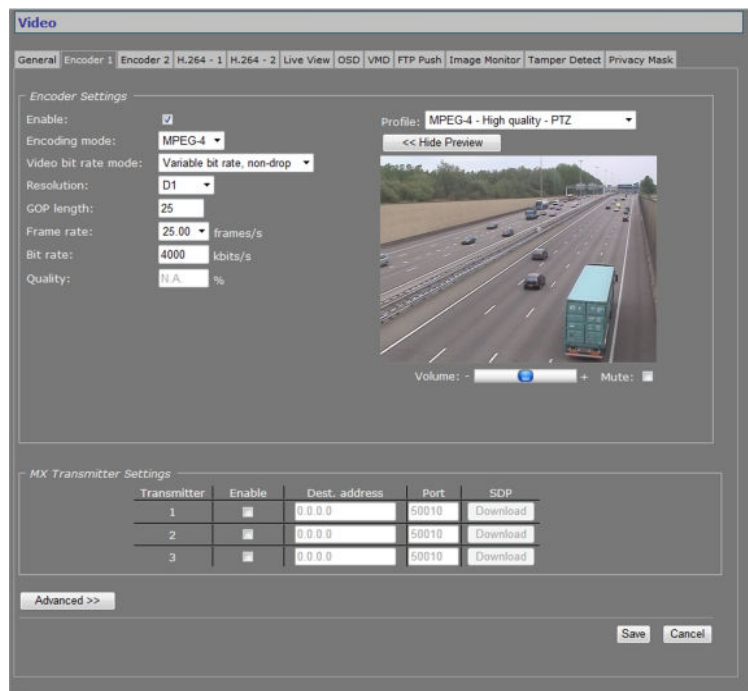 Video
General Encoder 1 Encoder 2 H.264 - 1 H.264 - 2 Live View OSD VMD FTP Push Image Monitor Tamper Detect Privacy Mask
Encoder Settings
Enable:
Profile: MPEG-4 - High quality - PTZ
Encoding mode: MPEG-4
<< Hide Preview
Video bit rate mode: Variable bit rate, non-drop
Resolution: D1
GOP length: 25
Frame rate: 25.00 frames/s
Bit rate: 4000 kbits/s
Quality: N.A. %
Volume: - + Mute:
MX Transmitter Settings
Transmitter Enable Dest. address Port SDP
1 0.0.0.0 50010 Download
2 0.0.0.0 50010 Download
3 0.0.0.0 50010 Download
Advanced >>
Save Cancel